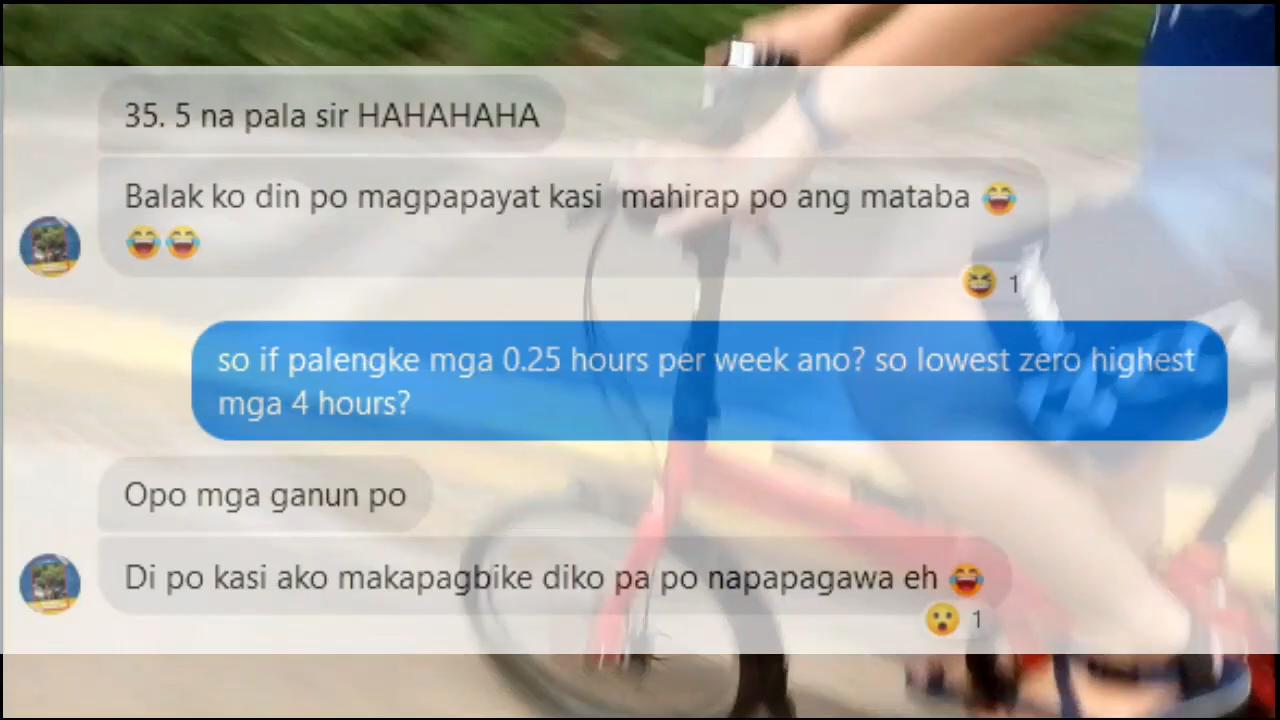 35. 5 na pala sir HAHAHAHA
Balak ko din po magpapayat kasi mahirap po ang mataba 😂
😂😂
😆 1
so if palengke mga 0.25 hours per week ano? so lowest zero highest
mga 4 hours?
Opo mga ganun po
Di po kasi ako makapagbike diko pa po napapagawa eh 😂
😮 1